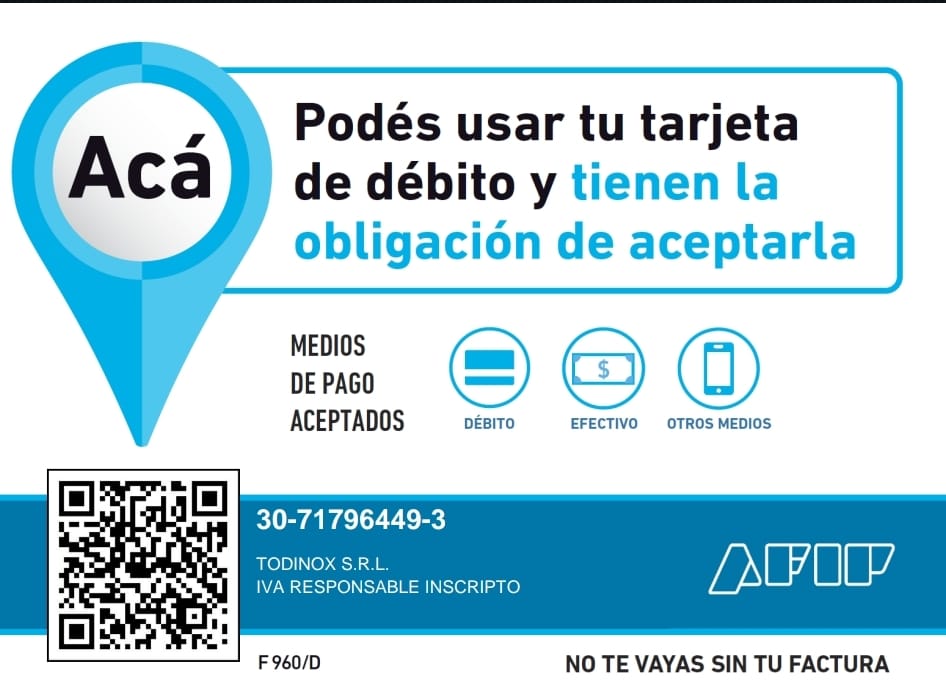 Acá
Podés usar tu tarjeta
de débito y tienen la
obligación de aceptarla
MEDIOS
DE PAGO
ACEPTADOS
DÉBITO
$
EFECTIVO
OTROS MEDIOS
30-71796449-3
TODINOX S.R.L.
IVA RESPONSABLE INSCRIPTO
AFIP
F 960/D
NO TE VAYAS SIN TU FACTURA